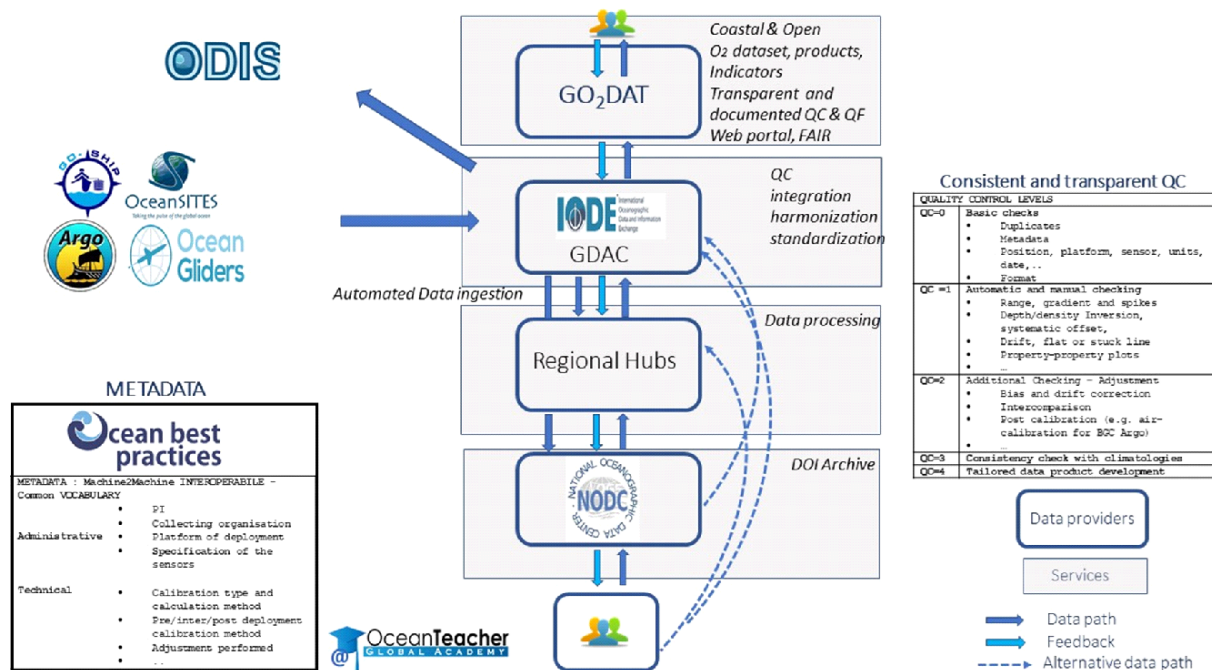 ODIS
GO-SHIP
OceanSITES
Taking the pulse of the global ocean
Argo
Ocean
Gliders
Coastal & Open
O₂ dataset, products,
Indicators
Transparent and
documented QC & QF
Web portal, FAIR
GO₂DAT
QC
integration
harmonization
standardization
IODE
International
Oceanographic
Data and Information
Exchange
GDAC
Automated Data ingestion
Data processing
Regional Hubs
DOI Archive
NATIONAL OCEANOGRAPHIC DATA CENTER
NODC
METADATA
Ocean best
practices
METADATA : Machine2Machine INTEROPERABILE –
Common VOCABULARY
• PI
• Collecting organisation
Administrative • Platform of deployment
• Specification of the
sensors
Technical • Calibration type and
calculation method
• Pre/inter/post deployment
calibration method
• Adjustment performed
• ..
@ OceanTeacher
GLOBAL ACADEMY
Consistent and transparent QC
QUALITY CONTROL LEVELS
QC=0 Basic checks
• Duplicates
• Metadata
• Position, platform, sensor, units,
date,..
• Format
QC =1 Automatic and manual checking
• Range, gradient and spikes
• Depth/density Inversion,
systematic offset,
• Drift, flat or stuck line
• Property-property plots
• …
QC=2 Additional Checking – Adjustment
• Bias and drift correction
• Intercomparison
• Post calibration (e.g. air-
calibration for BGC Argo)
• …
QC=3 Consistency check with climatologies
QC=4 Tailored data product development
Data providers
Services
Data path
Feedback
Alternative data path